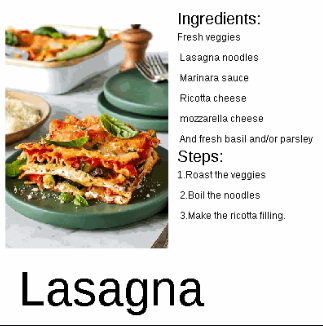 Ingredients:
Fresh veggies
Lasagna noodles
Marinara sauce
Ricotta cheese
mozzarella cheese
And fresh basil and/or parsley
Steps:
1.Roast the veggies
2.Boil the noodles
3.Make the ricotta filling.
Lasagna